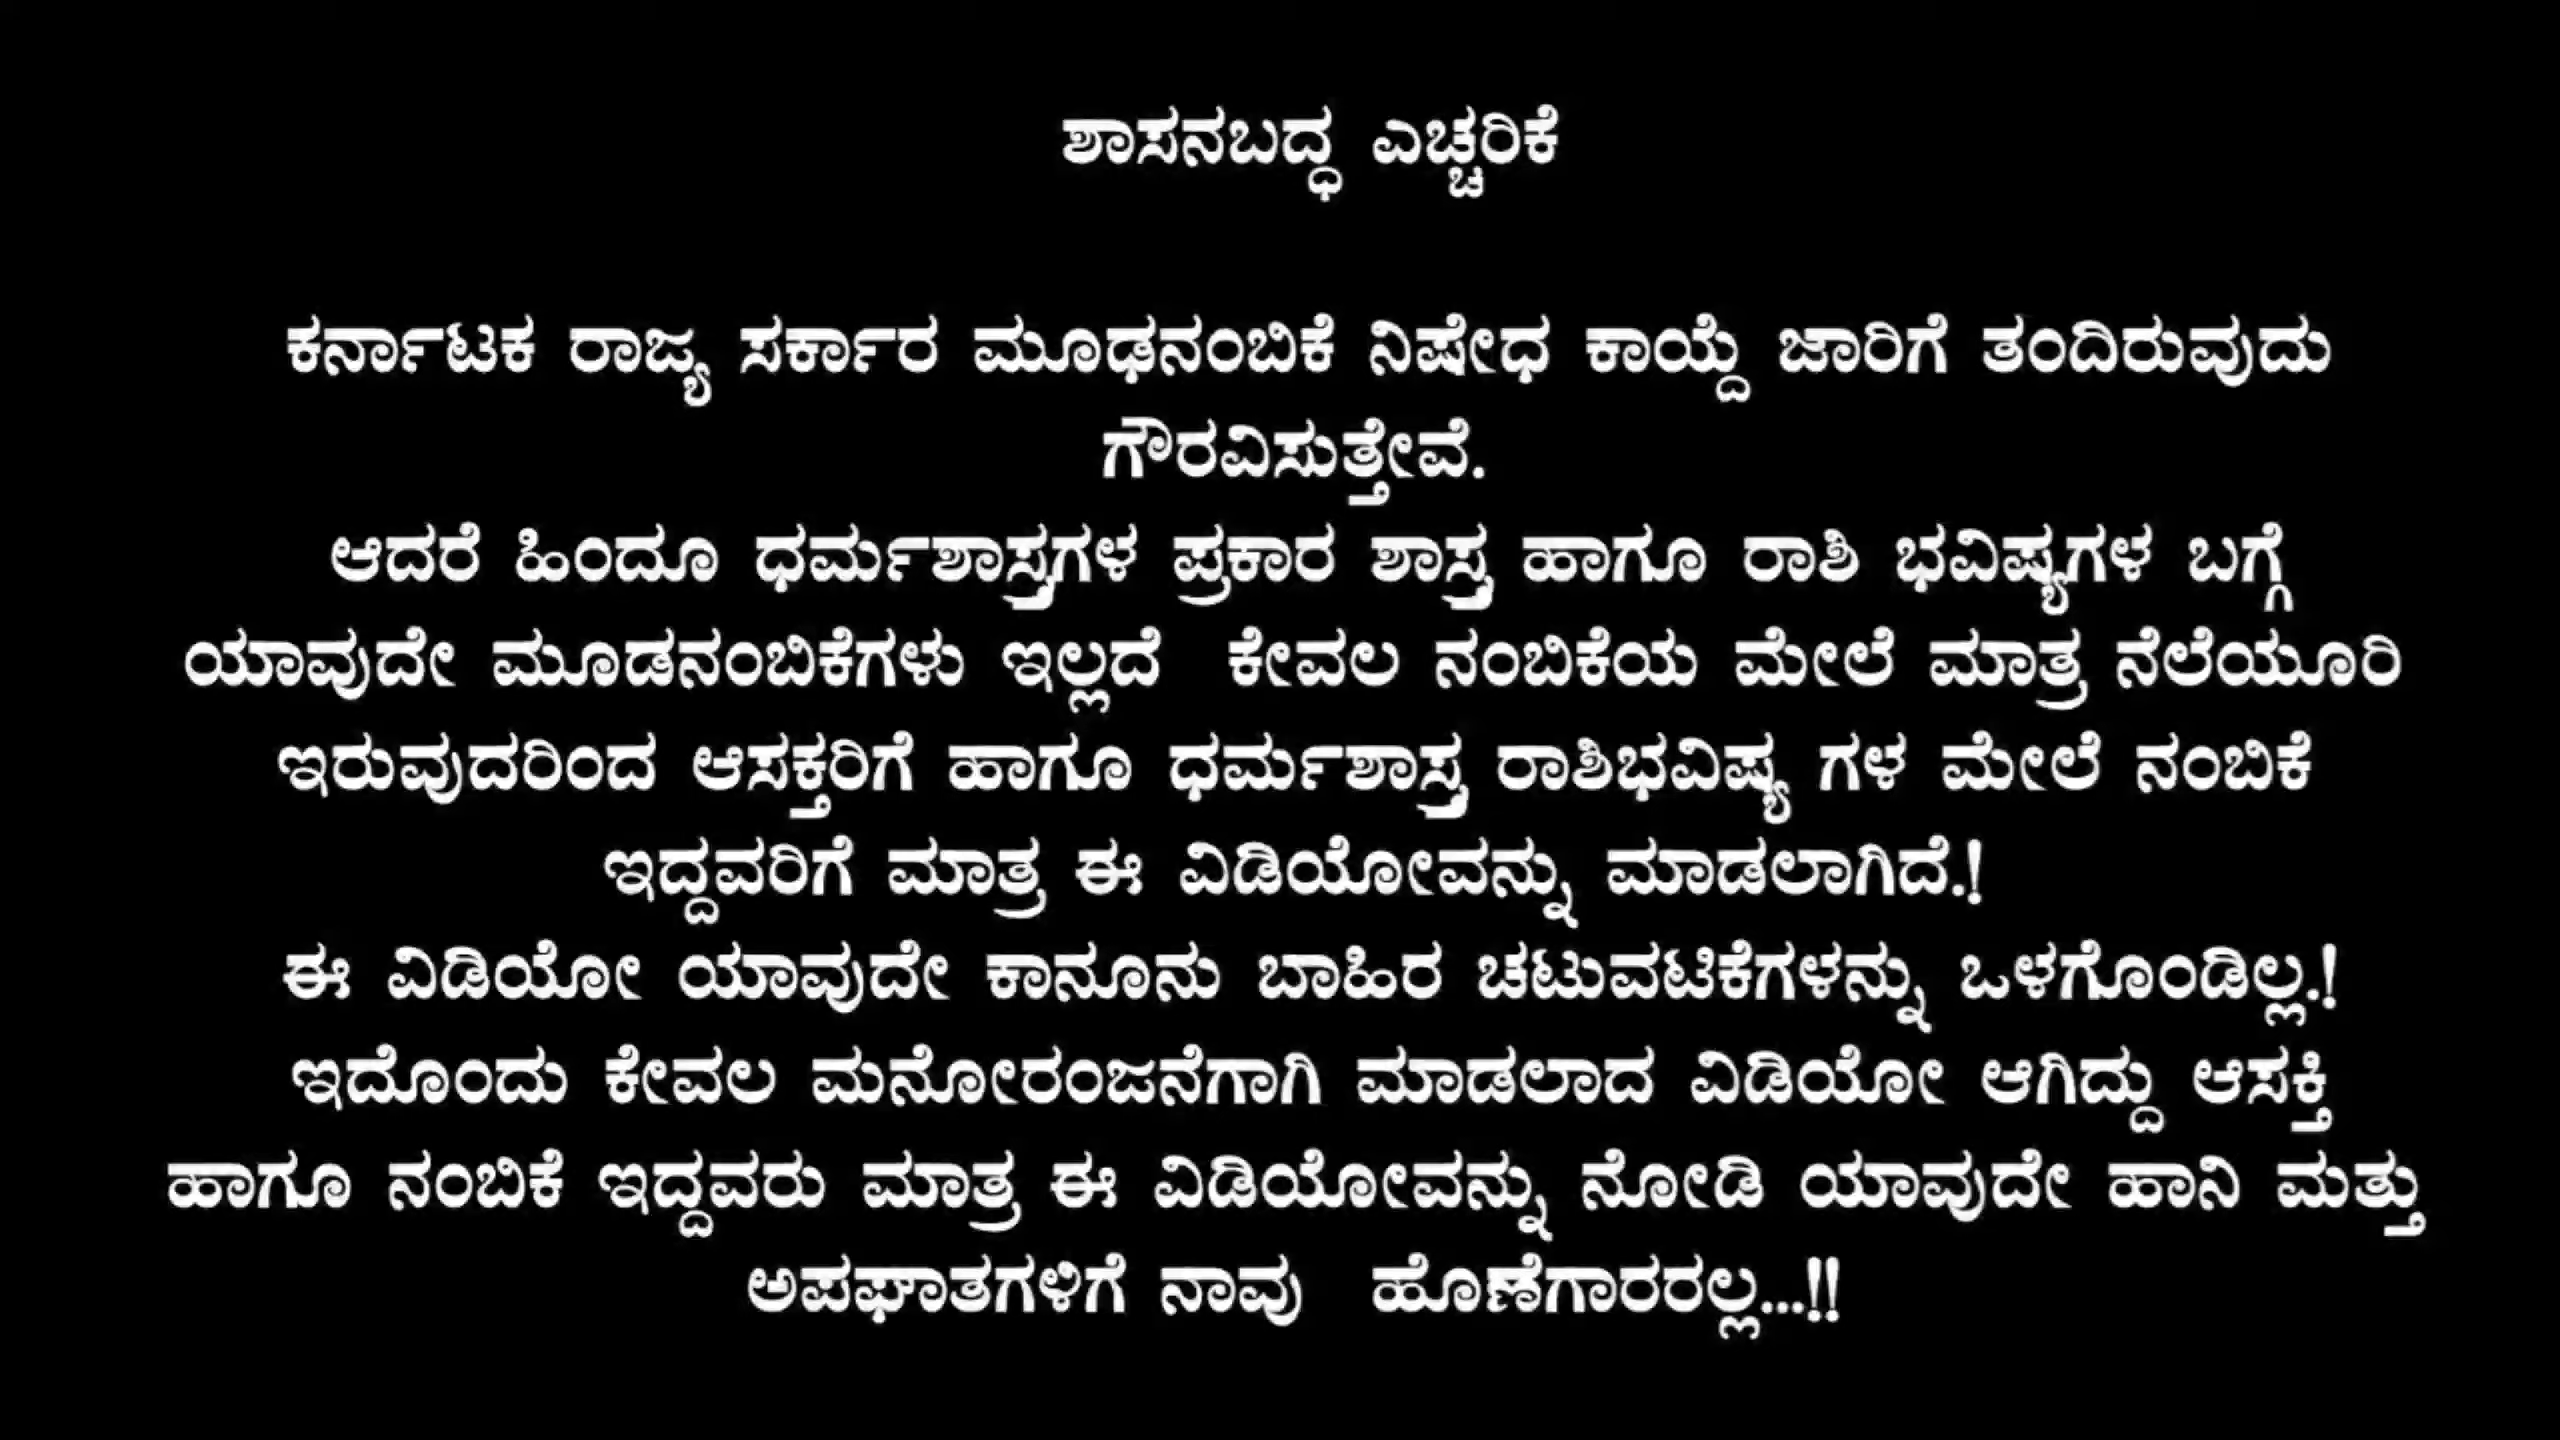 ಶಾಸನಬದ್ಧ ಎಚ್ಚರಿಕೆ
ಕರ್ನಾಟಕ ರಾಜ್ಯ ಸರ್ಕಾರ ಮೂಢನಂಬಿಕೆ ನಿಷೇಧ ಕಾಯ್ದೆ ಜಾರಿಗೆ ತಂದಿರುವುದು
ಗೌರವಿಸುತ್ತೇವೆ.
ಆದರೆ ಹಿಂದೂ ಧರ್ಮಶಾಸ್ತ್ರಗಳ ಪ್ರಕಾರ ಶಾಸ್ತ್ರ ಹಾಗೂ ರಾಶಿ ಭವಿಷ್ಯಗಳ ಬಗ್ಗೆ
ಯಾವುದೇ ಮೂಡನಂಬಿಕೆಗಳು ಇಲ್ಲದೆ ಕೇವಲ ನಂಬಿಕೆಯ ಮೇಲೆ ಮಾತ್ರ ನೆಲೆಯೂರಿ
ಇರುವುದರಿಂದ ಆಸಕ್ತರಿಗೆ ಹಾಗೂ ಧರ್ಮಶಾಸ್ತ್ರ ರಾಶಿಭವಿಷ್ಯ ಗಳ ಮೇಲೆ ನಂಬಿಕೆ
ಇದ್ದವರಿಗೆ ಮಾತ್ರ ಈ ವಿಡಿಯೋವನ್ನು ಮಾಡಲಾಗಿದೆ.!
ಈ ವಿಡಿಯೋ ಯಾವುದೇ ಕಾನೂನು ಬಾಹಿರ ಚಟುವಟಿಕೆಗಳನ್ನು ಒಳಗೊಂಡಿಲ್ಲ.!
ಇದೊಂದು ಕೇವಲ ಮನೋರಂಜನೆಗಾಗಿ ಮಾಡಲಾದ ವಿಡಿಯೋ ಆಗಿದ್ದು ಆಸಕ್ತಿ
ಹಾಗೂ ನಂಬಿಕೆ ಇದ್ದವರು ಮಾತ್ರ ಈ ವಿಡಿಯೋವನ್ನು ನೋಡಿ ಯಾವುದೇ ಹಾನಿ ಮತ್ತು
ಅಪಘಾತಗಳಿಗೆ ನಾವು ಹೊಣೆಗಾರರಲ್ಲ...!!